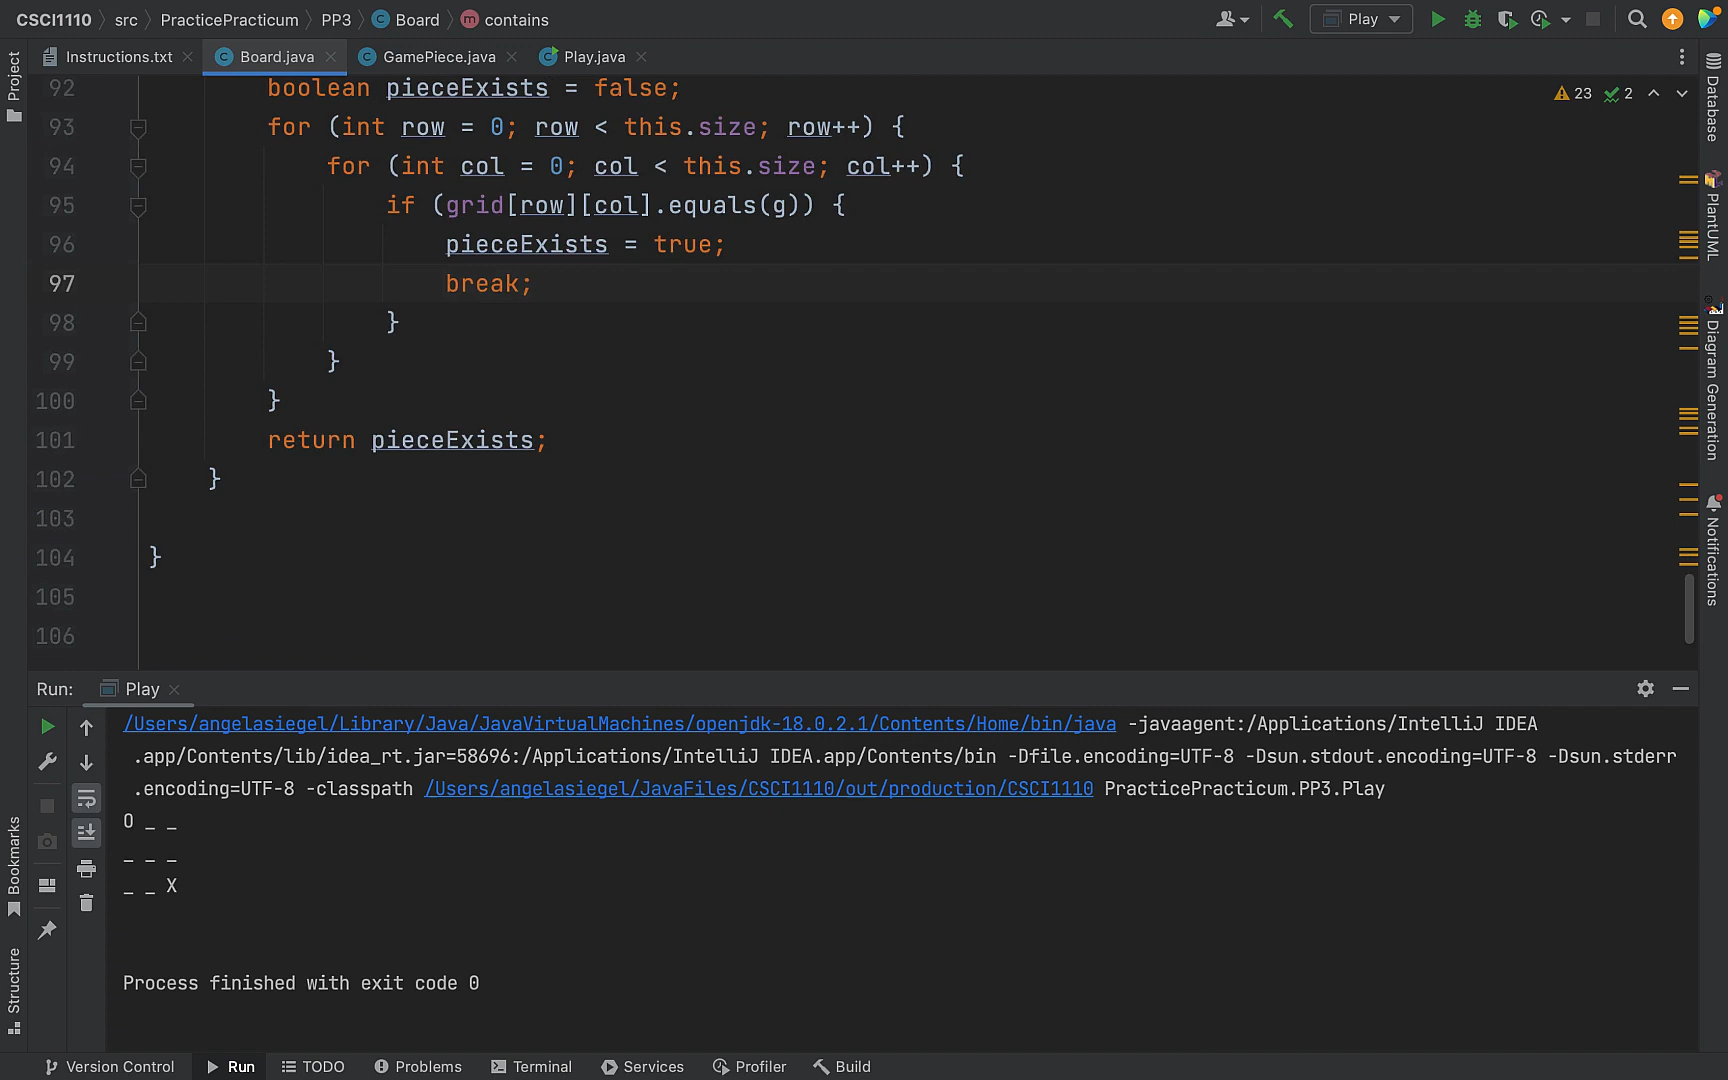 CSCI1110 src PracticePracticum PP3 Board contains Play
Project
Instructions.txt Board.java GamePiece.java Play.java
23 2
92 boolean pieceExists = false;
93 for (int row = 0; row < this.size; row++) {
94 for (int col = 0; col < this.size; col++) {
95 if (grid[row][col].equals(g)) {
96 pieceExists = true;
97 break;
98 }
99 }
100 }
101 return pieceExists;
102 }
103
104 }
105
106
Database
PlantUML
Diagram Generation
Notifications
Run: Play
/Users/angelasiegel/Library/Java/JavaVirtualMachines/openjdk-18.0.2.1/Contents/Home/bin/java -javaagent:/Applications/IntelliJ IDEA
.app/Contents/lib/idea_rt.jar=58696:/Applications/IntelliJ IDEA.app/Contents/bin -Dfile.encoding=UTF-8 -Dsun.stdout.encoding=UTF-8 -Dsun.stderr
.encoding=UTF-8 -classpath /Users/angelasiegel/JavaFiles/CSCI1110/out/production/CSCI1110 PracticePracticum.PP3.Play
O _ _
_ _ _
_ _ X
Process finished with exit code 0
Bookmarks
Structure
Version Control Run TODO Problems Terminal Services Profiler Build